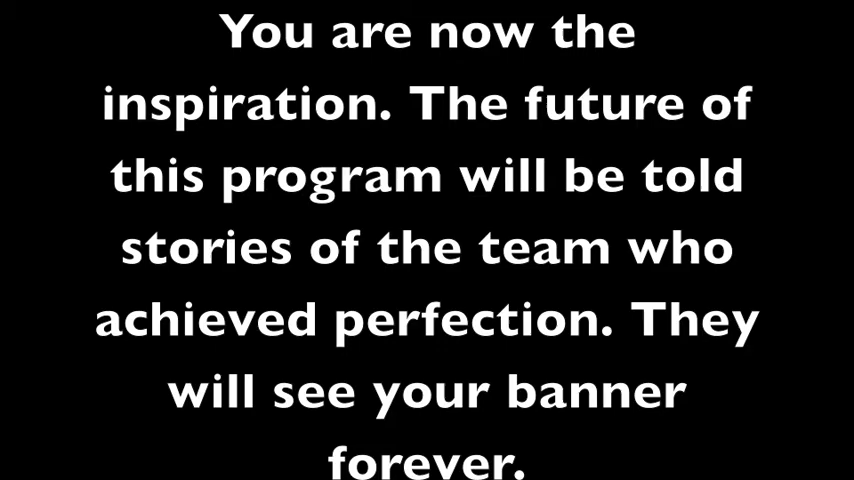 You are now the
inspiration. The future of
this program will be told
stories of the team who
achieved perfection. They
will see your banner
forever.